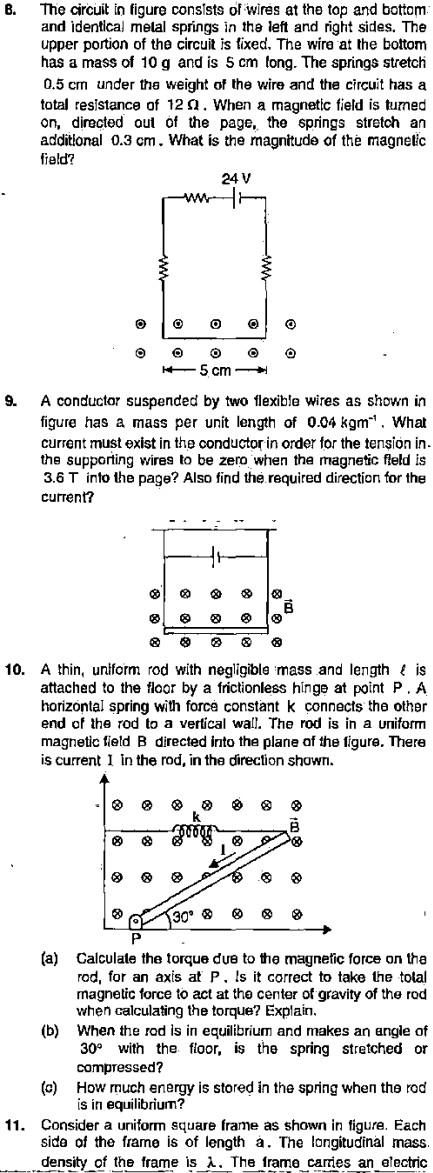 8. The circuit in figure consists of wires at the top and bottom
and identical metal springs in the left and right sides. The
upper portion of the circuit is fixed. The wire at the bottom
has a mass of 10 g and is 5 cm long. The springs stretch
0.5 cm under the weight of the wire and the circuit has a
total resistance of 12 Ω. When a magnetic field is turned
on, directed out of the page, the springs stretch an
additional 0.3 cm. What is the magnitude of the magnetic
field?
24 V
5 cm
9. A conductor suspended by two flexible wires as shown in
figure has a mass per unit length of 0.04 kgm⁻¹. What
current must exist in the conductor in order for the tension in
the supporting wires to be zero when the magnetic field is
3.6 T into the page? Also find the required direction for the
current?
B
10. A thin, uniform rod with negligible mass and length ℓ is
attached to the floor by a frictionless hinge at point P. A
horizontal spring with force constant k connects the other
end of the rod to a vertical wall. The rod is in a uniform
magnetic field B directed into the plane of the figure. There
is current I in the rod, in the direction shown.
k
B
I
30°
P
(a) Calculate the torque due to the magnetic force on the
rod, for an axis at P. Is it correct to take the total
magnetic force to act at the center of gravity of the rod
when calculating the torque? Explain.
(b) When the rod is in equilibrium and makes an angle of
30° with the floor, is the spring stretched or
compressed?
(c) How much energy is stored in the spring when the rod
is in equilibrium?
11. Consider a uniform square frame as shown in figure. Each
side of the frame is of length a. The longitudinal mass
density of the frame is λ. The frame carries an electric